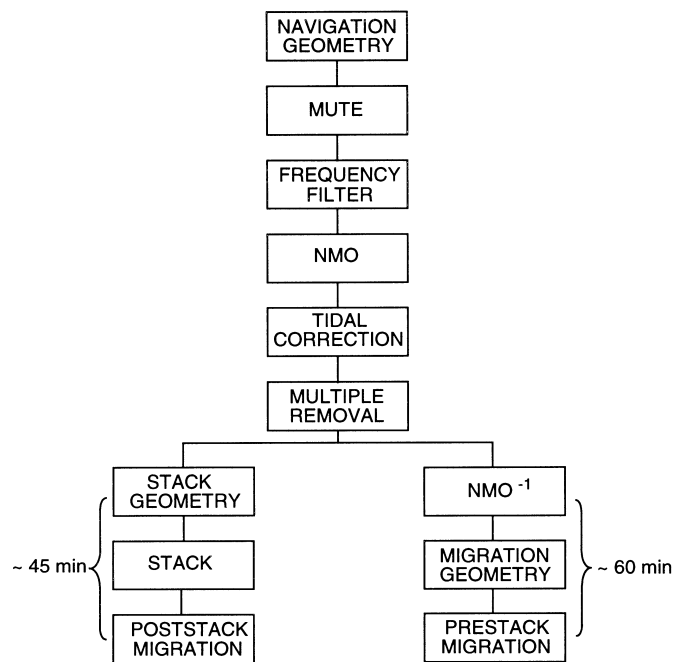 NAVIGATION
GEOMETRY
MUTE
FREQUENCY
FILTER
NMO
TIDAL
CORRECTION
MULTIPLE
REMOVAL
STACK
GEOMETRY
STACK
POSTSTACK
MIGRATION
~ 45 min
NMO -1
MIGRATION
GEOMETRY
PRESTACK
MIGRATION
~ 60 min